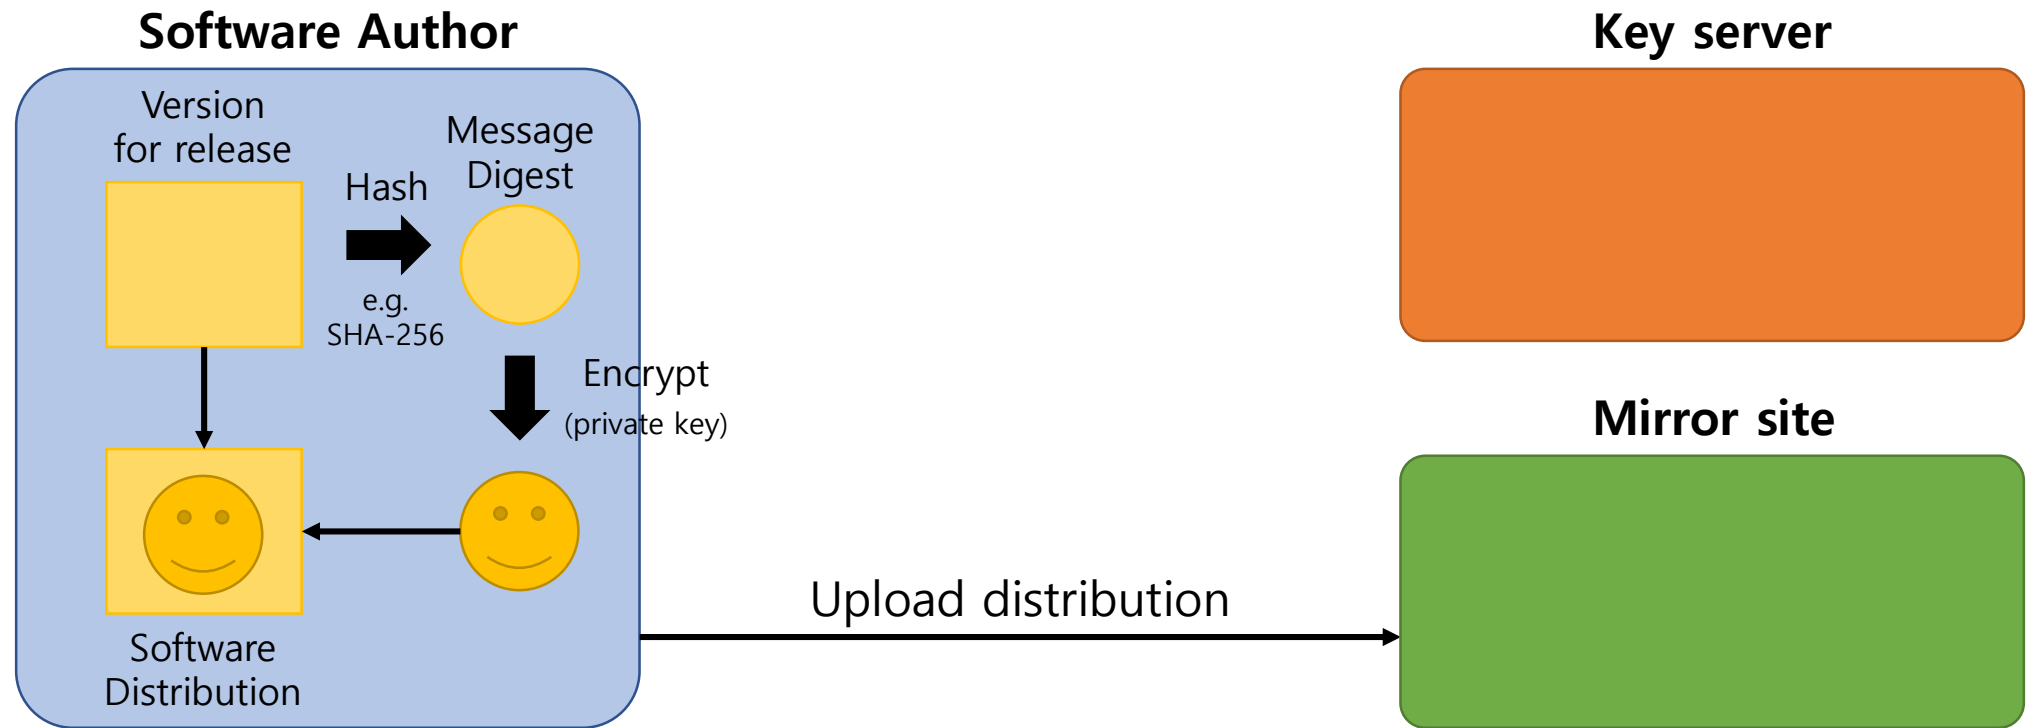 Software Author
Key server
Version
for release
Message
Digest
Hash
e.g.
SHA-256
Encrypt
(private key)
Mirror site
Upload distribution
Software
Distribution